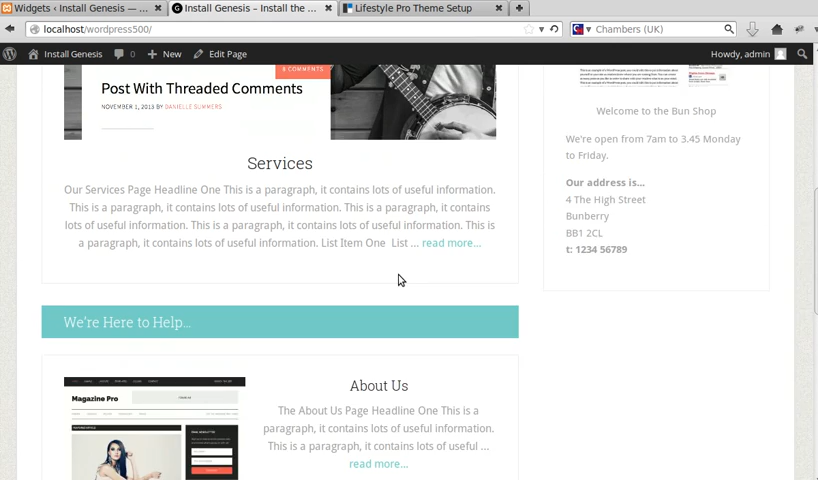 Widgets ‹ Install Genesis — ...
Install Genesis – Install the ...
Lifestyle Pro Theme Setup
localhost/wordpress500/
Chambers (UK)
Install Genesis
0
New
Edit Page
Howdy, admin
COMMENTS
Post With Threaded Comments
NOVEMBER 1, 2013 BY DANIELLE SUMMERS
Services
Our Services Page Headline One This is a paragraph, it contains lots of useful information.
This is a paragraph, it contains lots of useful information. This is a paragraph, it contains
lots of useful information. This is a paragraph, it contains lots of useful information. This is
a paragraph, it contains lots of useful information. List Item One List ... read more...
Welcome to the Bun Shop
We're open from 7am to 3.45 Monday
to Friday.
Our address is...
4 The High Street
Bunberry
BB1 2CL
t: 1234 56789
We're Here to Help...
Magazine Pro
About Us
The About Us Page Headline One This is a
paragraph, it contains lots of useful information.
This is a paragraph, it contains lots of useful ...
read more...